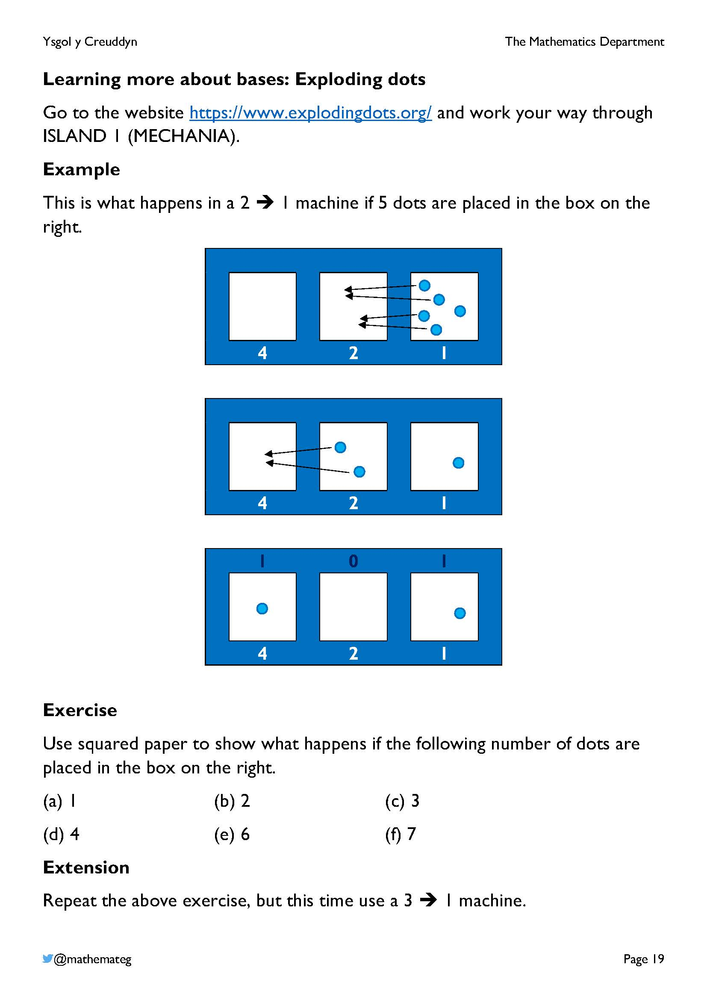 Ysgol y Creuddyn The Mathematics Department
Learning more about bases: Exploding dots
Go to the website https://www.explodingdots.org/ and work your way through
ISLAND 1 (MECHANIA).
Example
This is what happens in a 2 → 1 machine if 5 dots are placed in the box on the
right.
4 2 1
4 2 1
1 0 1
4 2 1
Exercise
Use squared paper to show what happens if the following number of dots are
placed in the box on the right.
(a) 1 (b) 2 (c) 3
(d) 4 (e) 6 (f) 7
Extension
Repeat the above exercise, but this time use a 3 → 1 machine.
@mathemateg Page 19